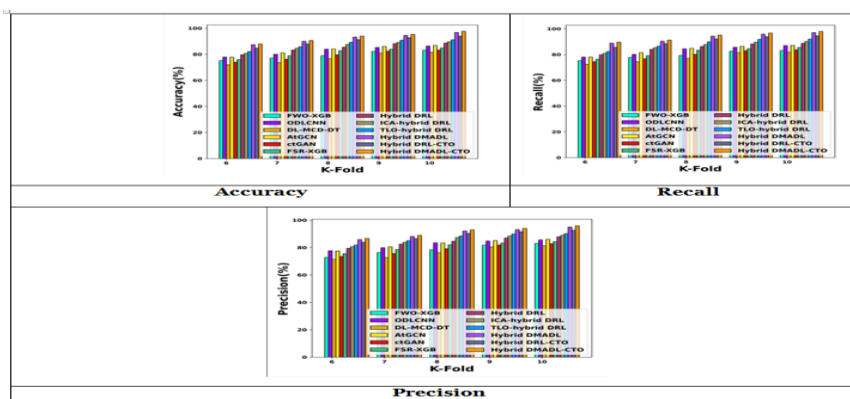 Accuracy(%)
100
80
60
40
20
0
FWO-XGB
ODLCNN
DL-MCD-DT
AtGCN
ctGAN
FSR-XGB
Hybrid DRL
ICA-hybrid DRL
TLO-hybrid DRL
Hybrid DMADL
Hybrid DRL-CTO
Hybrid DMADL-CTO
6 7 8 9 10
K-Fold
Accuracy
Recall(%)
100
80
60
40
20
0
FWO-XGB
ODLCNN
DL-MCD-DT
AtGCN
ctGAN
FSR-XGB
Hybrid DRL
ICA-hybrid DRL
TLO-hybrid DRL
Hybrid DMADL
Hybrid DRL-CTO
Hybrid DMADL-CTO
6 7 8 9 10
K-Fold
Recall
Precision(%)
100
80
60
40
20
0
FWO-XGB
ODLCNN
DL-MCD-DT
AtGCN
ctGAN
FSR-XGB
Hybrid DRL
ICA-hybrid DRL
TLO-hybrid DRL
Hybrid DMADL
Hybrid DRL-CTO
Hybrid DMADL-CTO
6 7 8 9 10
K-Fold
Precision